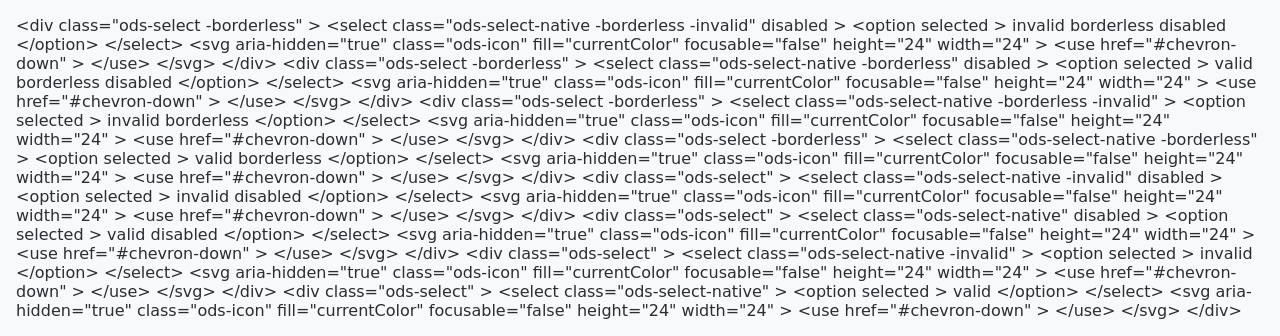 <div class="ods-select -borderless" > <select class="ods-select-native -borderless -invalid" disabled > <option selected > invalid borderless disabled
</option> </select> <svg aria-hidden="true" class="ods-icon" fill="currentColor" focusable="false" height="24" width="24" > <use href="#chevron-
down" > </use> </svg> </div> <div class="ods-select -borderless" > <select class="ods-select-native -borderless" disabled > <option selected > valid
borderless disabled </option> </select> <svg aria-hidden="true" class="ods-icon" fill="currentColor" focusable="false" height="24" width="24" > <use
href="#chevron-down" > </use> </svg> </div> <div class="ods-select -borderless" > <select class="ods-select-native -borderless -invalid" > <option
selected > invalid borderless </option> </select> <svg aria-hidden="true" class="ods-icon" fill="currentColor" focusable="false" height="24"
width="24" > <use href="#chevron-down" > </use> </svg> </div> <div class="ods-select -borderless" > <select class="ods-select-native -borderless"
> <option selected > valid borderless </option> </select> <svg aria-hidden="true" class="ods-icon" fill="currentColor" focusable="false" height="24"
width="24" > <use href="#chevron-down" > </use> </svg> </div> <div class="ods-select" > <select class="ods-select-native -invalid" disabled >
<option selected > invalid disabled </option> </select> <svg aria-hidden="true" class="ods-icon" fill="currentColor" focusable="false" height="24"
width="24" > <use href="#chevron-down" > </use> </svg> </div> <div class="ods-select" > <select class="ods-select-native" disabled > <option
selected > valid disabled </option> </select> <svg aria-hidden="true" class="ods-icon" fill="currentColor" focusable="false" height="24" width="24" >
<use href="#chevron-down" > </use> </svg> </div> <div class="ods-select" > <select class="ods-select-native -invalid" > <option selected > invalid
</option> </select> <svg aria-hidden="true" class="ods-icon" fill="currentColor" focusable="false" height="24" width="24" > <use href="#chevron-
down" > </use> </svg> </div> <div class="ods-select" > <select class="ods-select-native" > <option selected > valid </option> </select> <svg aria-
hidden="true" class="ods-icon" fill="currentColor" focusable="false" height="24" width="24" > <use href="#chevron-down" > </use> </svg> </div>